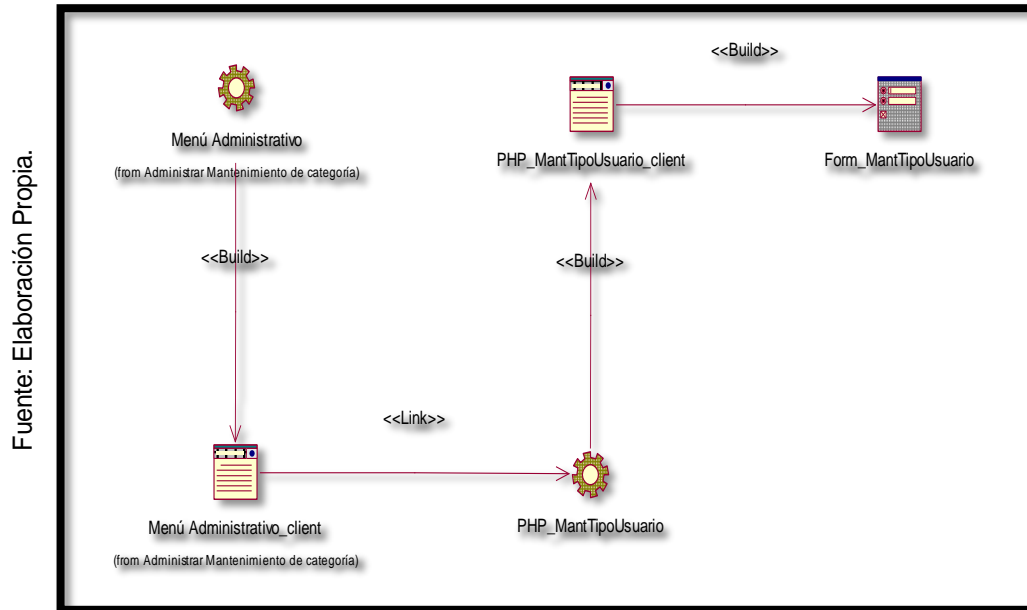 Fuente: Elaboración Propia.
<<Build>>
Menú Administrativo
(from Administrar Mantenimiento de categoría)
PHP_MantTipoUsuario_client
Form_MantTipoUsuario
<<Build>>
<<Build>>
<<Link>>
Menú Administrativo_client
(from Administrar Mantenimiento de categoría)
PHP_MantTipoUsuario